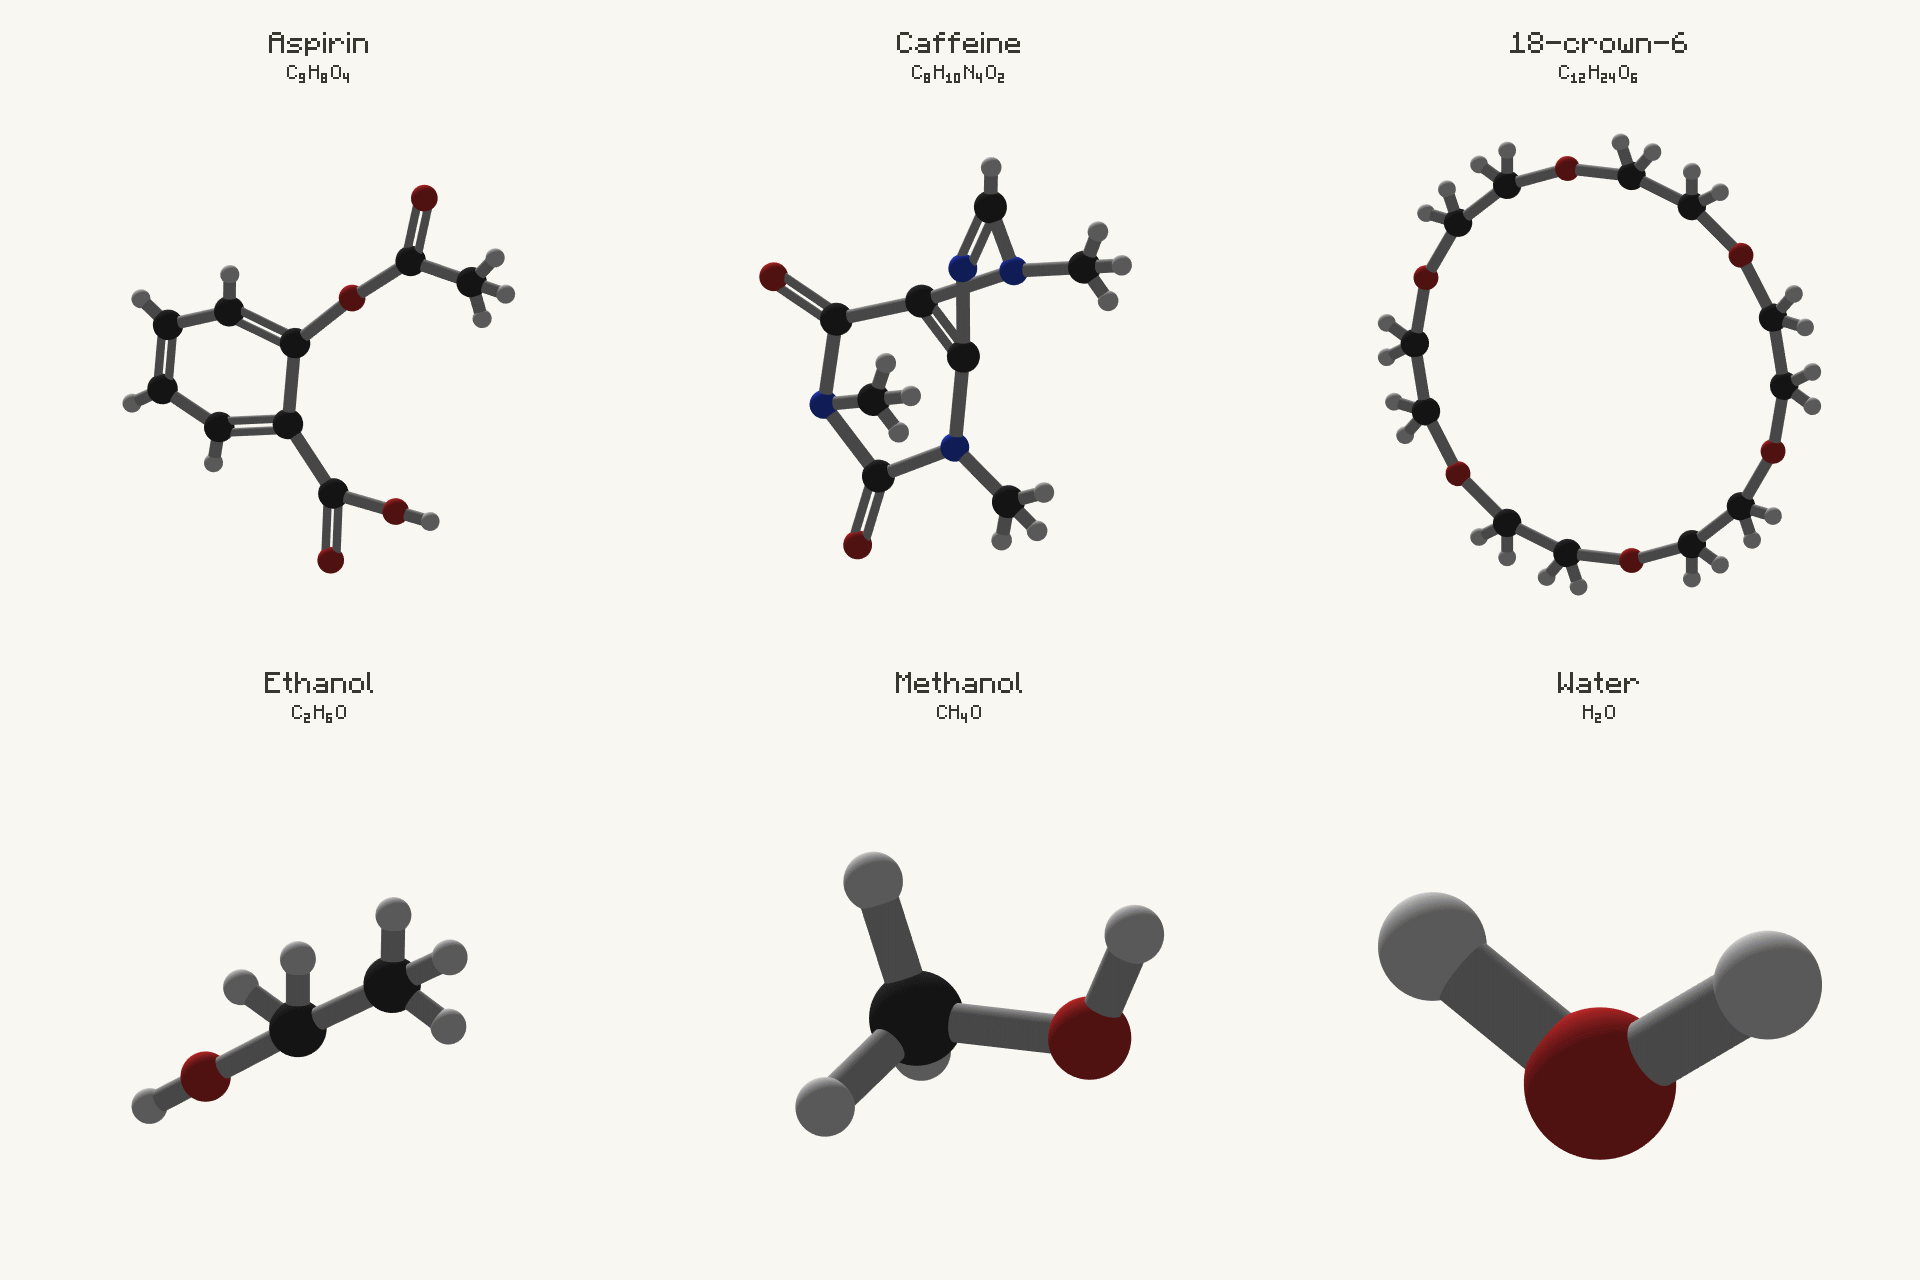 Aspirin
C₉H₈O₄
Caffeine
C₈H₁₀N₄O₂
18-crown-6
C₁₂H₂₄O₆
Ethanol
C₂H₆O
Methanol
CH₄O
Water
H₂O